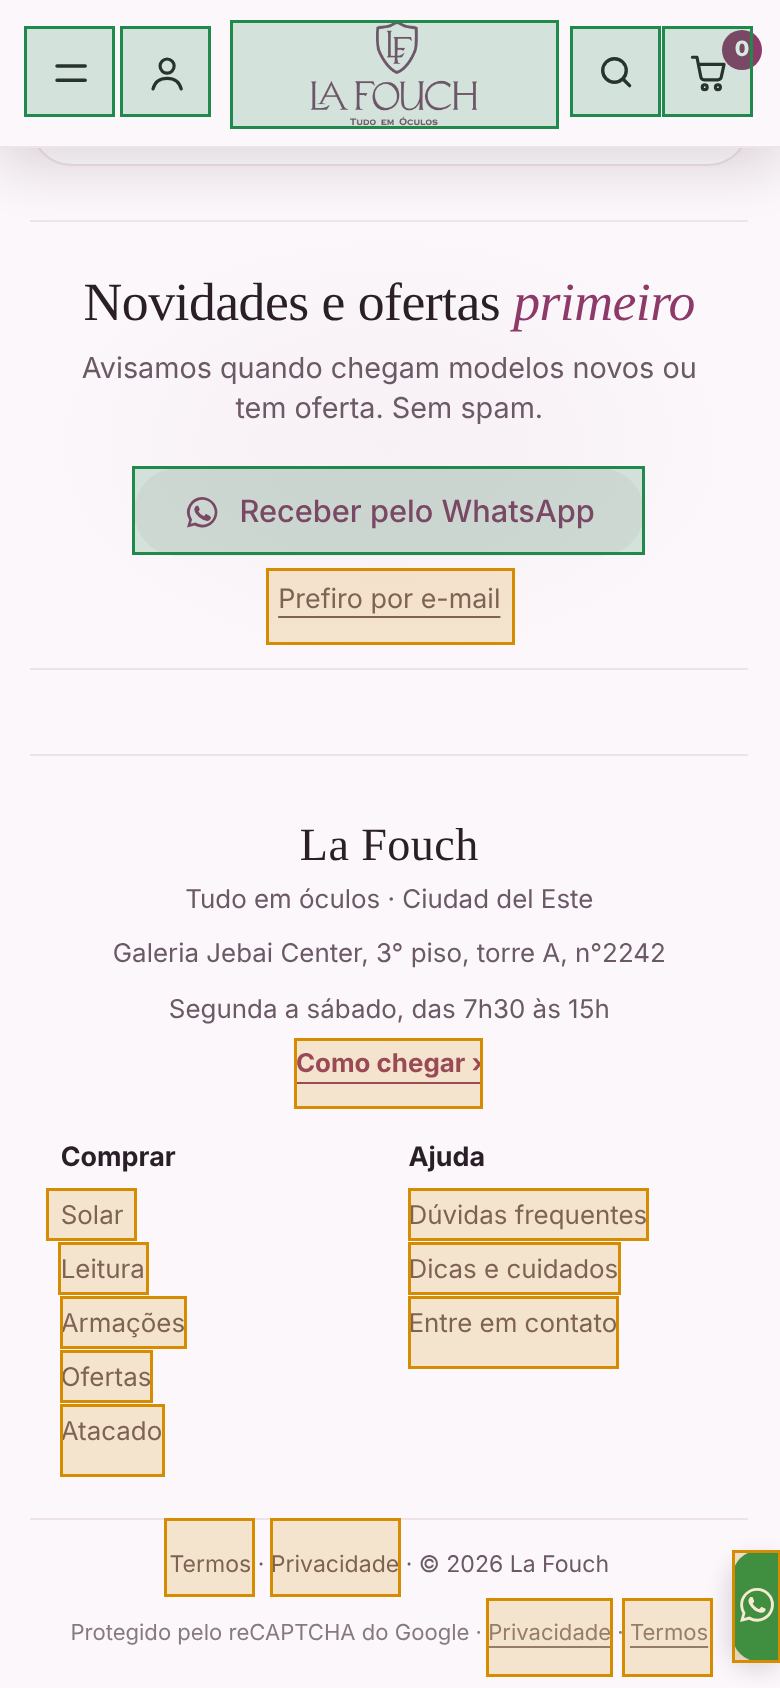 LF
LA FOUCH
Tudo em Óculos
0
Novidades e ofertas primeiro
Avisamos quando chegam modelos novos ou
tem oferta. Sem spam.
Receber pelo WhatsApp
Prefiro por e-mail
La Fouch
Tudo em óculos · Ciudad del Este
Galeria Jebai Center, 3° piso, torre A, n°2242
Segunda a sábado, das 7h30 às 15h
Como chegar ›
Comprar
Solar
Leitura
Armações
Ofertas
Atacado
Ajuda
Dúvidas frequentes
Dicas e cuidados
Entre em contato
Termos · Privacidade · © 2026 La Fouch
Protegido pelo reCAPTCHA do Google · Privacidade · Termos